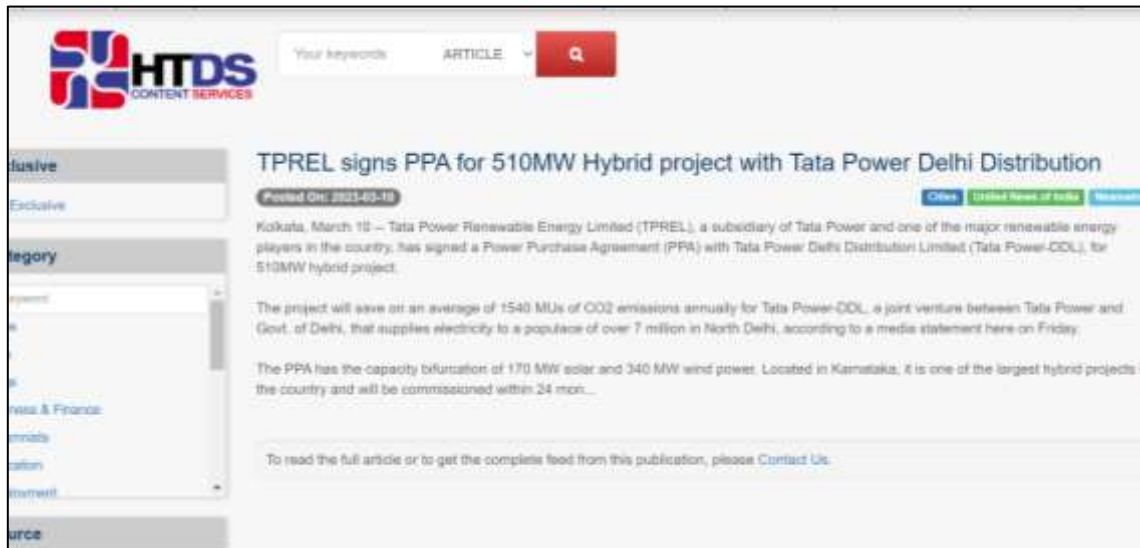 HTDS
CONTENT SERVICES
Your keywords
ARTICLE
clusive
Exclusive
tegory
ness & Finance
cation
urce
TPREL signs PPA for 510MW Hybrid project with Tata Power Delhi Distribution
Posted On: 2023-03-10
Cities
United News of India
Kolkata, March 10 -- Tata Power Renewable Energy Limited (TPREL), a subsidiary of Tata Power and one of the major renewable energy
players in the country, has signed a Power Purchase Agreement (PPA) with Tata Power Delhi Distribution Limited (Tata Power-DDL), for
510MW hybrid project.
The project will save on an average of 1540 MUs of CO2 emissions annually for Tata Power-DDL, a joint venture between Tata Power and
Govt. of Delhi, that supplies electricity to a populace of over 7 million in North Delhi, according to a media statement here on Friday.
The PPA has the capacity bifurcation of 170 MW solar and 340 MW wind power. Located in Karnataka, it is one of the largest hybrid projects
the country and will be commissioned within 24 mon...
To read the full article or to get the complete feed from this publication, please Contact Us.